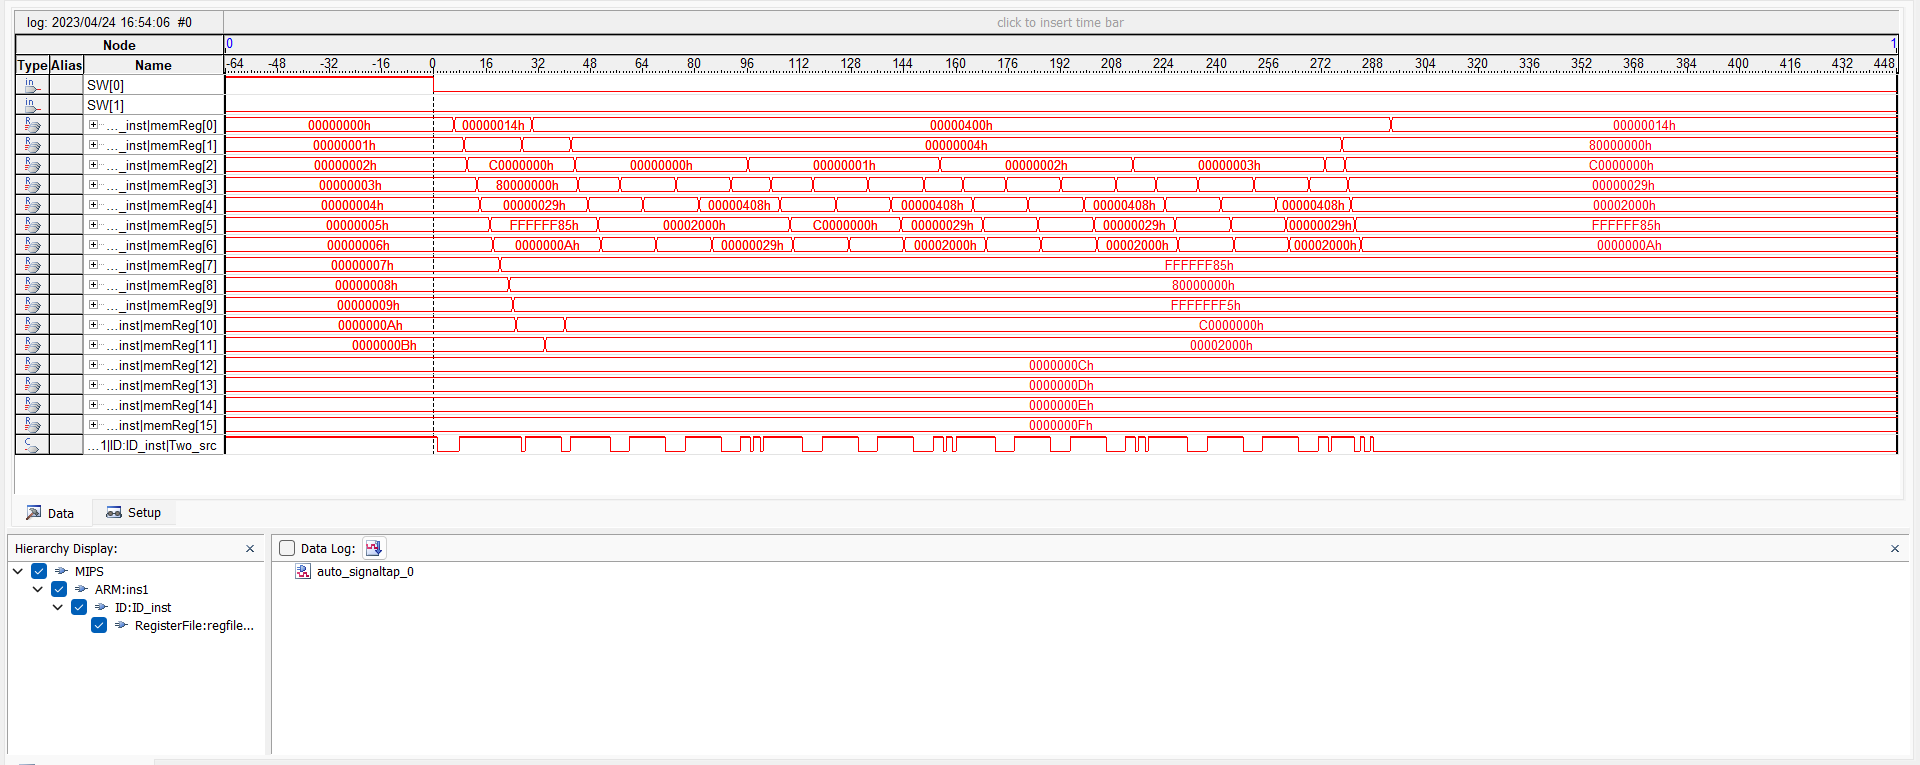 log: 2023/04/24 16:54:06 #0 click to insert time bar
Node 0 1
Type Alias Name -64 -48 -32 -16 0 16 32 48 64 80 96 112 128 144 160 176 192 208 224 240 256 272 288 304 320 336 352 368 384 400 416 432 448
in SW[0]
in SW[1]
R ..._inst|memReg[0] 00000000h 00000014h 00000400h 00000014h
R ..._inst|memReg[1] 00000001h 00000004h 80000000h
R ..._inst|memReg[2] 00000002h C0000000h 00000000h 00000001h 00000002h 00000003h C0000000h
R ..._inst|memReg[3] 00000003h 80000000h 00000029h
R ..._inst|memReg[4] 00000004h 00000029h 00000408h 00000408h 00000408h 00000408h 00002000h
R ..._inst|memReg[5] 00000005h FFFFFF85h 00002000h C0000000h 00000029h 00000029h 00000029h FFFFFF85h
R ..._inst|memReg[6] 00000006h 0000000Ah 00000029h 00002000h 00002000h 00002000h 0000000Ah
R ..._inst|memReg[7] 00000007h FFFFFF85h
R ..._inst|memReg[8] 00000008h 80000000h
R ..._inst|memReg[9] 00000009h FFFFFFF5h
R ...inst|memReg[10] 0000000Ah C0000000h
R ...inst|memReg[11] 0000000Bh 00002000h
R ...inst|memReg[12] 0000000Ch
R ...inst|memReg[13] 0000000Dh
R ...inst|memReg[14] 0000000Eh
R ...inst|memReg[15] 0000000Fh
C ...1|ID:ID_inst|Two_src
Data Setup
Hierarchy Display:
MIPS
ARM:ins1
ID:ID_inst
RegisterFile:regfile...
Data Log:
auto_signaltap_0